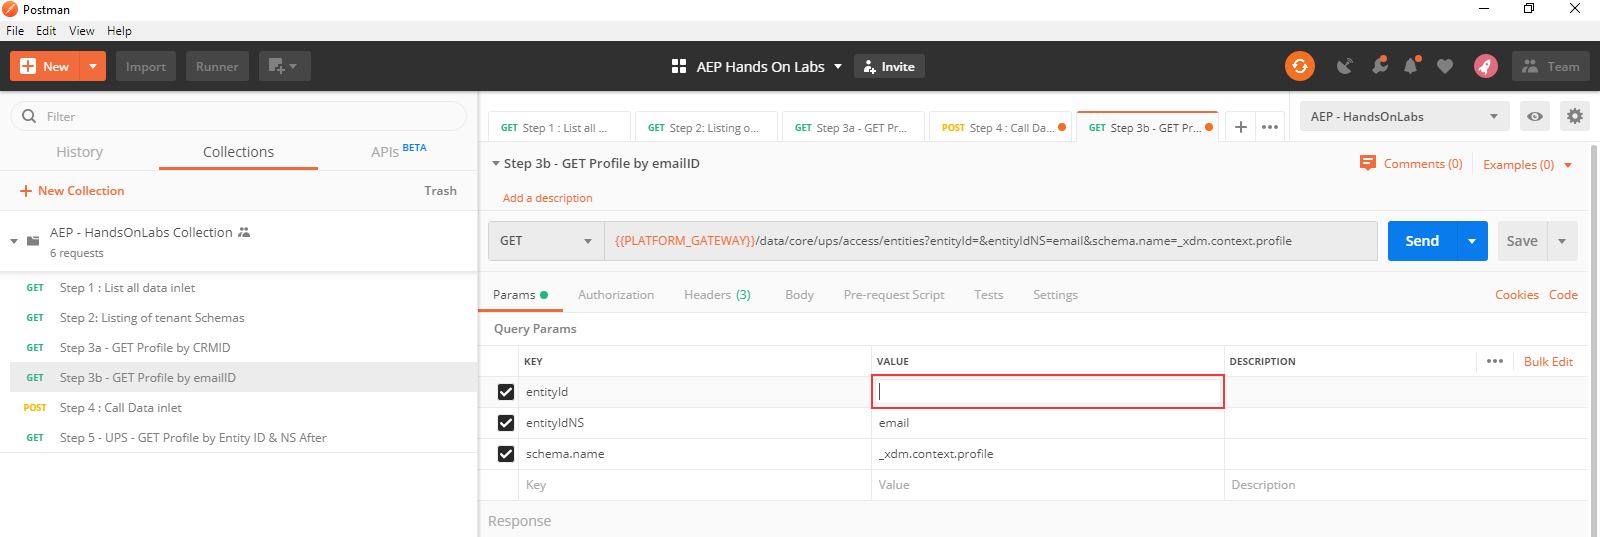 Postman
File Edit View Help
New Import Runner AEP Hands On Labs Invite Team
Filter
History Collections APIs BETA
New Collection Trash
AEP - HandsOnLabs Collection
6 requests
GET Step 1 : List all data inlet
GET Step 2: Listing of tenant Schemas
GET Step 3a - GET Profile by CRMID
GET Step 3b - GET Profile by emailID
POST Step 4 : Call Data inlet
GET Step 5 - UPS - GET Profile by Entity ID & NS After
GET Step 1 : List all ... GET Step 2: Listing o... GET Step 3a - GET Pr... POST Step 4 : Call Da... GET Step 3b - GET Pr... AEP - HandsOnLabs
Step 3b - GET Profile by emailID Comments (0) Examples (0)
Add a description
GET {{PLATFORM_GATEWAY}}/data/core/ups/access/entities?entityId=&entityIdNS=email&schema.name=_xdm.context.profile Send Save
Params Authorization Headers (3) Body Pre-request Script Tests Settings Cookies Code
Query Params
KEY VALUE DESCRIPTION Bulk Edit
entityId
entityIdNS email
schema.name _xdm.context.profile
Key Value Description
Response